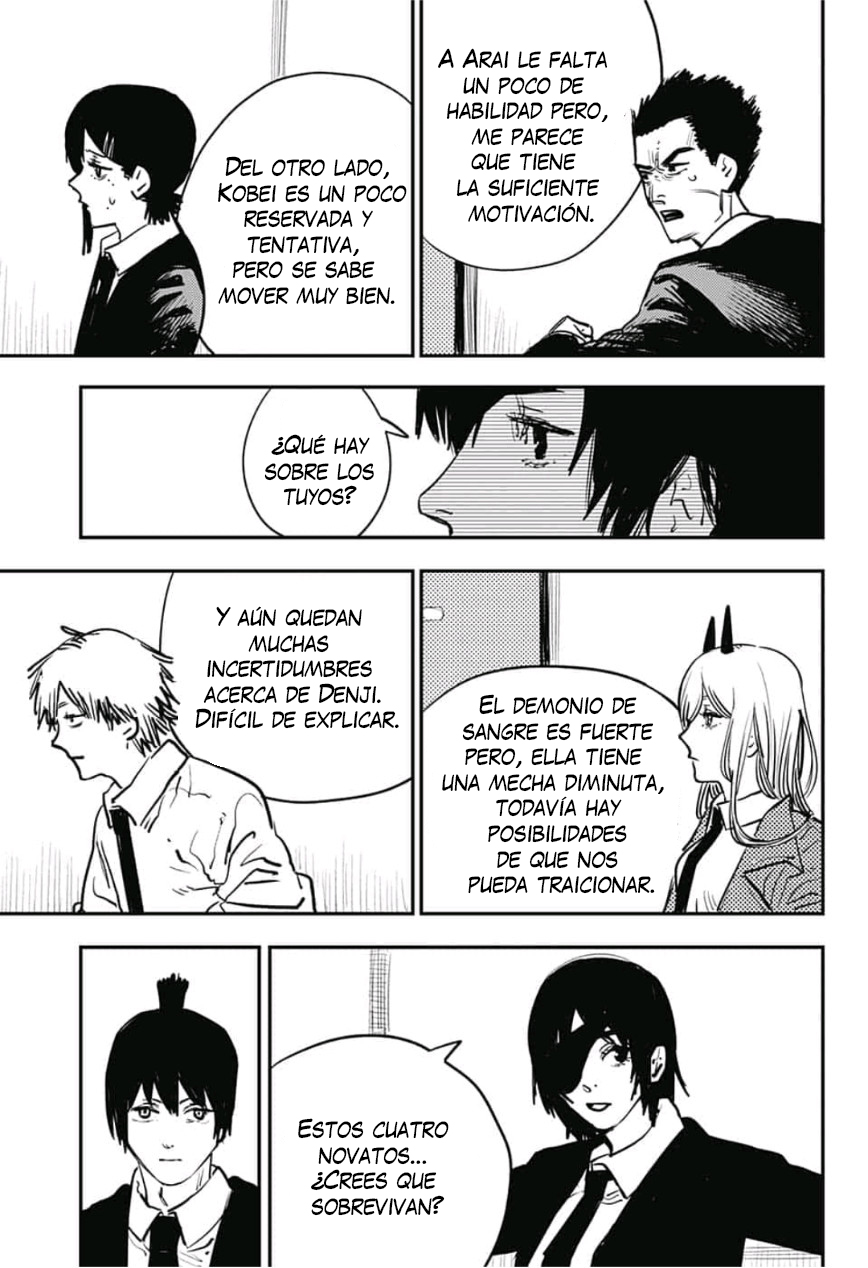 A ARAI LE FALTA
UN POCO DE
HABILIDAD PERO,
ME PARECE
QUE TIENE
LA SUFICIENTE
MOTIVACIÓN.
DEL OTRO LADO,
KOBEI ES UN POCO
RESERVADA Y
TENTATIVA,
PERO SE SABE
MOVER MUY BIEN.
¿QUÉ HAY
SOBRE LOS
TUYOS?
EL DEMONIO DE
SANGRE ES FUERTE
PERO, ELLA TIENE
UNA MECHA DIMINUTA,
TODAVÍA HAY
POSIBILIDADES
DE QUE NOS
PUEDA TRAICIONAR.
Y AÚN QUEDAN
MUCHAS
INCERTIDUMBRES
ACERCA DE DENJI.
DIFÍCIL DE EXPLICAR.
ESTOS CUATRO
NOVATOS...
¿CREES QUE
SOBREVIVAN?